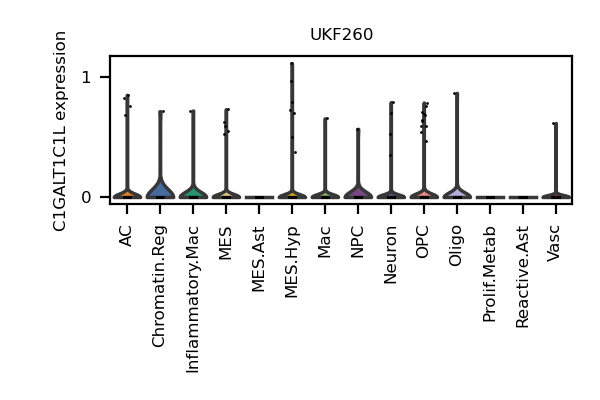 UKF260
C1GALT1C1L expression
1
0
AC
Chromatin.Reg
Inflammatory.Mac
MES
MES.Ast
MES.Hyp
Mac
NPC
Neuron
OPC
Oligo
Prolif.Metab
Reactive.Ast
Vasc